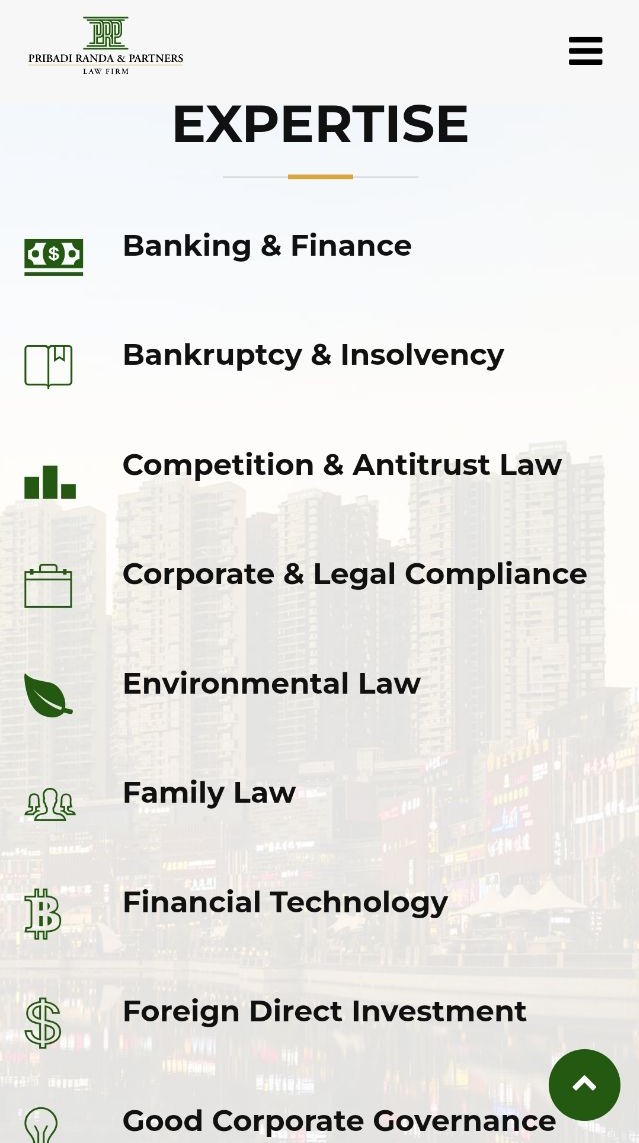 PRP
PRIBADI RANDA & PARTNERS
LAW FIRM
EXPERTISE
Banking & Finance
Bankruptcy & Insolvency
Competition & Antitrust Law
Corporate & Legal Compliance
Environmental Law
Family Law
Financial Technology
Foreign Direct Investment
Good Corporate Governance